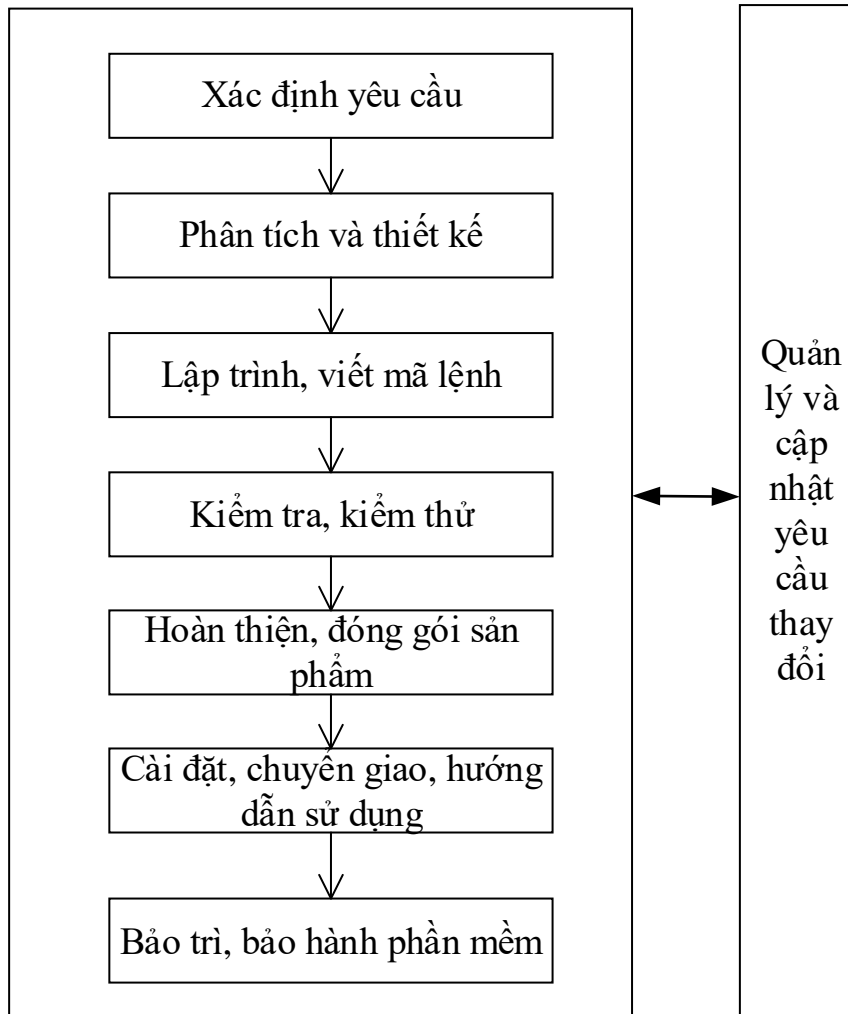 Xác định yêu cầu
Phân tích và thiết kế
Lập trình, viết mã lệnh
Kiểm tra, kiểm thử
Hoàn thiện, đóng gói sản
phẩm
Cài đặt, chuyển giao, hướng
dẫn sử dụng
Bảo trì, bảo hành phần mềm
Quản
lý và
cập
nhật
yêu
cầu
thay
đổi